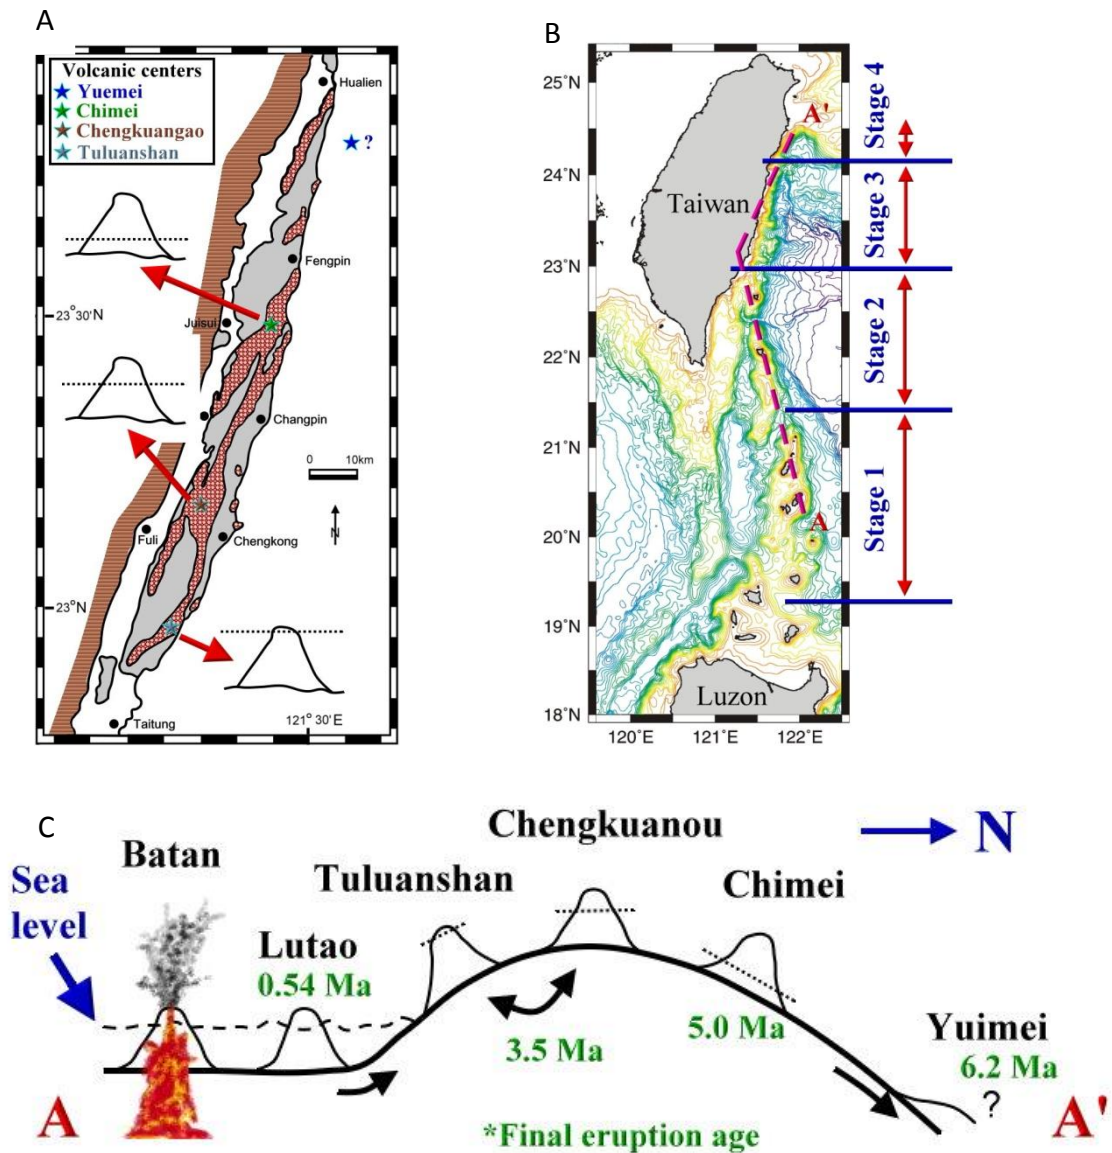 A
Volcanic centers
Yuemei
Chimei
Chengkuangao
Tuluanshan
Hualien
?
Fengpin
23°30'N
Juisui
Changpin
0 10km
N
Fuli
Chengkong
23°N
121°30'E
Taitung
B
25°N
24°N
23°N
22°N
21°N
20°N
19°N
18°N
120°E 121°E 122°E
A'
Taiwan
A
Luzon
Stage 4
Stage 3
Stage 2
Stage 1
C
Chengkuanou
N
Batan
Tuluanshan
Chimei
Sea
level
Lutao
0.54 Ma
3.5 Ma
5.0 Ma
Yuimei
6.2 Ma
?
A
A'
*Final eruption age